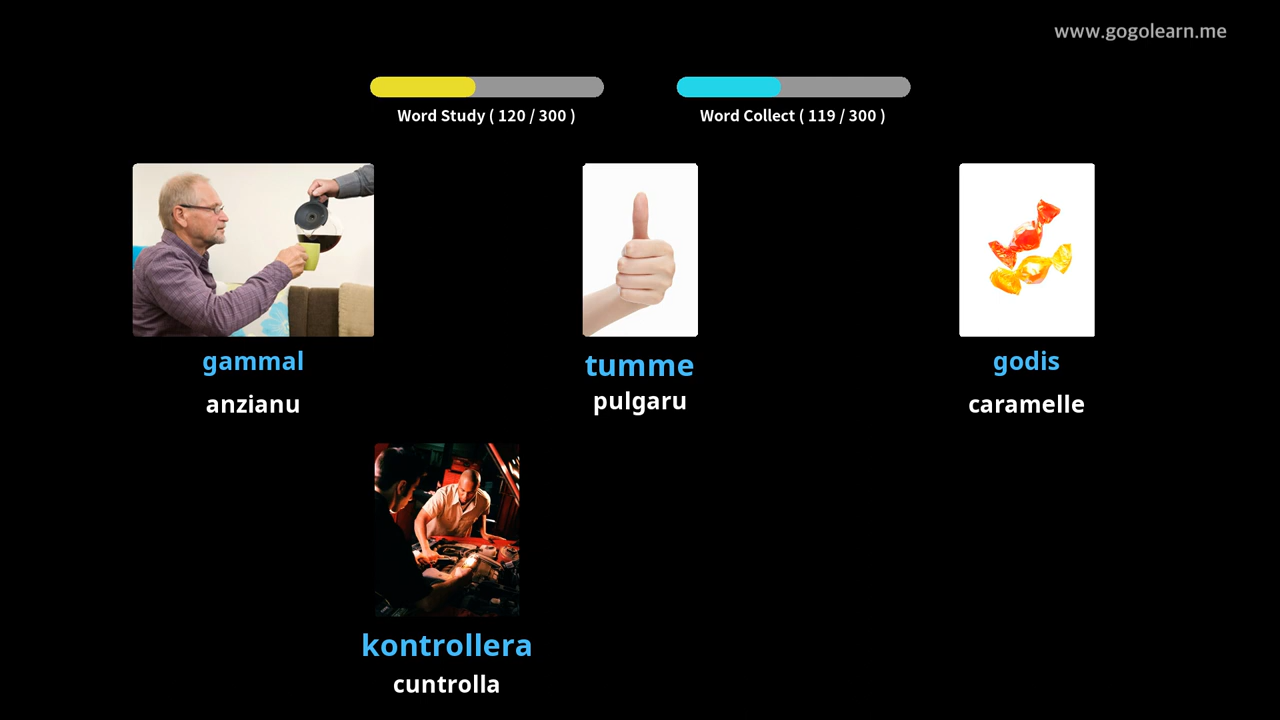 www.gogolearn.me
Word Study ( 120 / 300 )
Word Collect ( 119 / 300 )
gammal
anzianu
tumme
pulgaru
godis
caramelle
kontrollera
cuntrolla